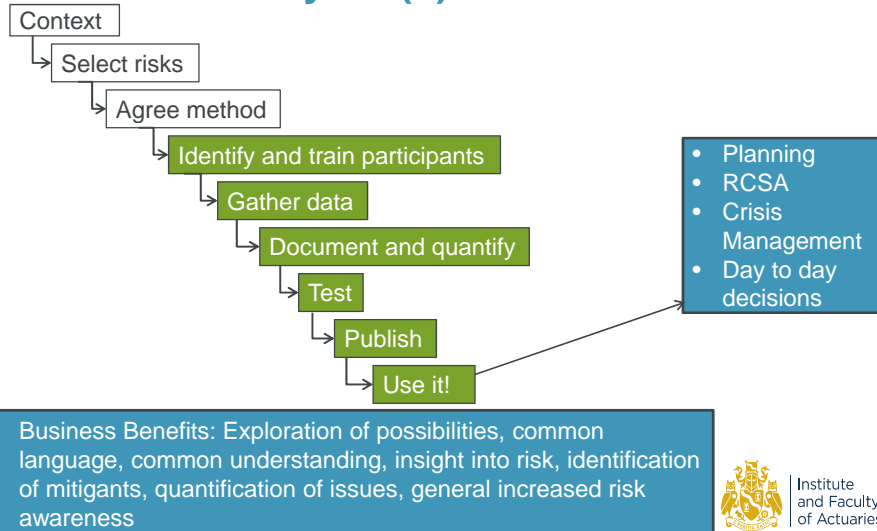 Context
Select risks
Agree method
Identify and train participants
Gather data
Document and quantify
Test
Publish
Use it!
• Planning
• RCSA
• Crisis
Management
• Day to day
decisions
Business Benefits: Exploration of possibilities, common
language, common understanding, insight into risk, identification
of mitigants, quantification of issues, general increased risk
awareness
Institute
and Faculty
of Actuaries